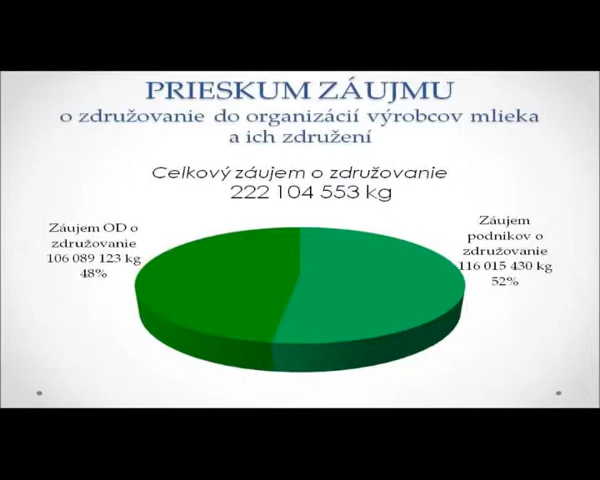 PRIESKUM ZÁUJMU
o združovanie do organizácií výrobcov mlieka
a ich združení
Celkový záujem o združovanie
222 104 553 kg
Záujem OD o
združovanie
106 089 123 kg
48%
Záujem
podnikov o
združovanie
116 015 430 kg
52%